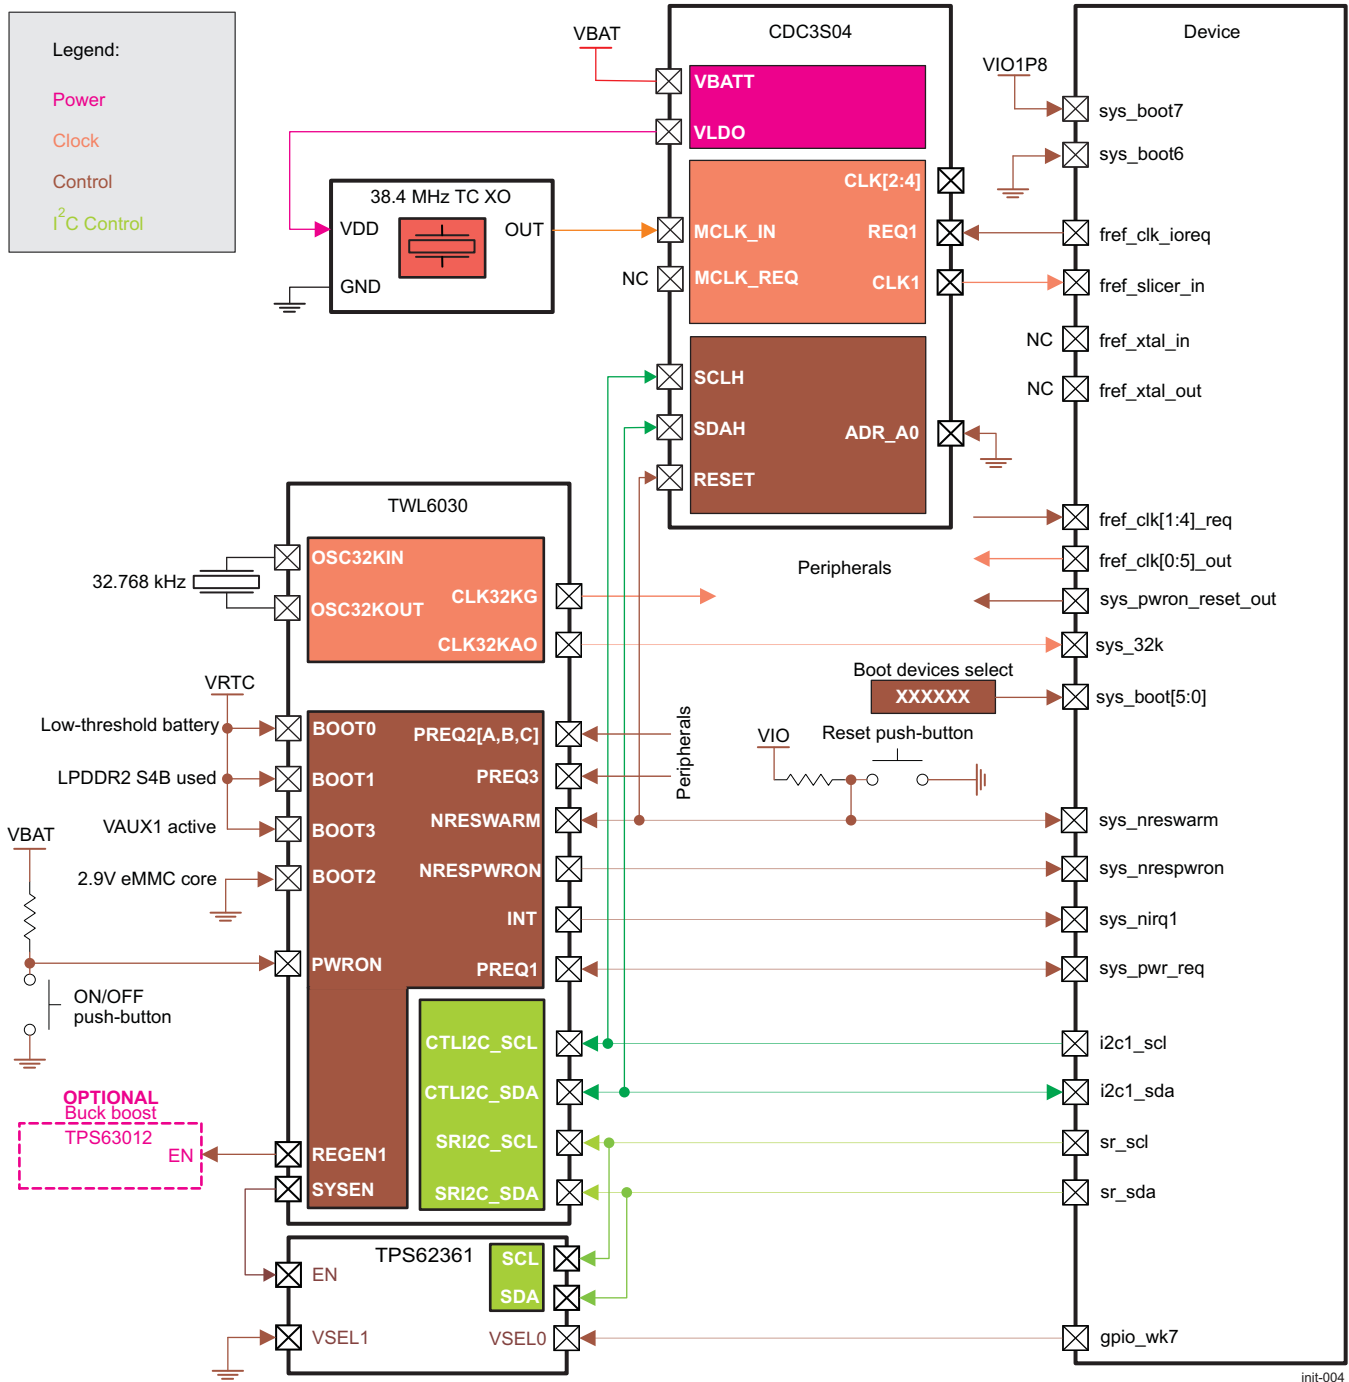 Legend:
Power
Clock
Control
I2C Control
VBAT
CDC3S04
VBATT
VLDO
CLK[2:4]
MCLK_IN
REQ1
MCLK_REQ
CLK1
NC
SCLH
SDAH
ADR_A0
RESET
38.4 MHz TC XO
VDD
OUT
GND
Device
VIO1P8
sys_boot7
sys_boot6
fref_clk_ioreq
fref_slicer_in
NC
fref_xtal_in
NC
fref_xtal_out
fref_clk[1:4]_req
fref_clk[0:5]_out
Peripherals
sys_pwron_reset_out
sys_32k
Boot devices select
XXXXXX
sys_boot[5:0]
VIO
Reset push-button
sys_nreswarm
sys_nrespwron
sys_nirq1
sys_pwr_req
i2c1_scl
i2c1_sda
sr_scl
sr_sda
gpio_wk7
TWL6030
32.768 kHz
OSC32KIN
OSC32KOUT
CLK32KG
CLK32KAO
VRTC
Low-threshold battery
BOOT0
PREQ2[A,B,C]
Peripherals
LPDDR2 S4B used
BOOT1
PREQ3
VAUX1 active
BOOT3
NRESWARM
VBAT
2.9V eMMC core
BOOT2
NRESPWRON
INT
PWRON
PREQ1
ON/OFF
push-button
CTLI2C_SCL
CTLI2C_SDA
OPTIONAL
Buck boost
TPS63012
EN
REGEN1
SRI2C_SCL
SYSEN
SRI2C_SDA
TPS62361
SCL
EN
SDA
VSEL1
VSEL0
init-004